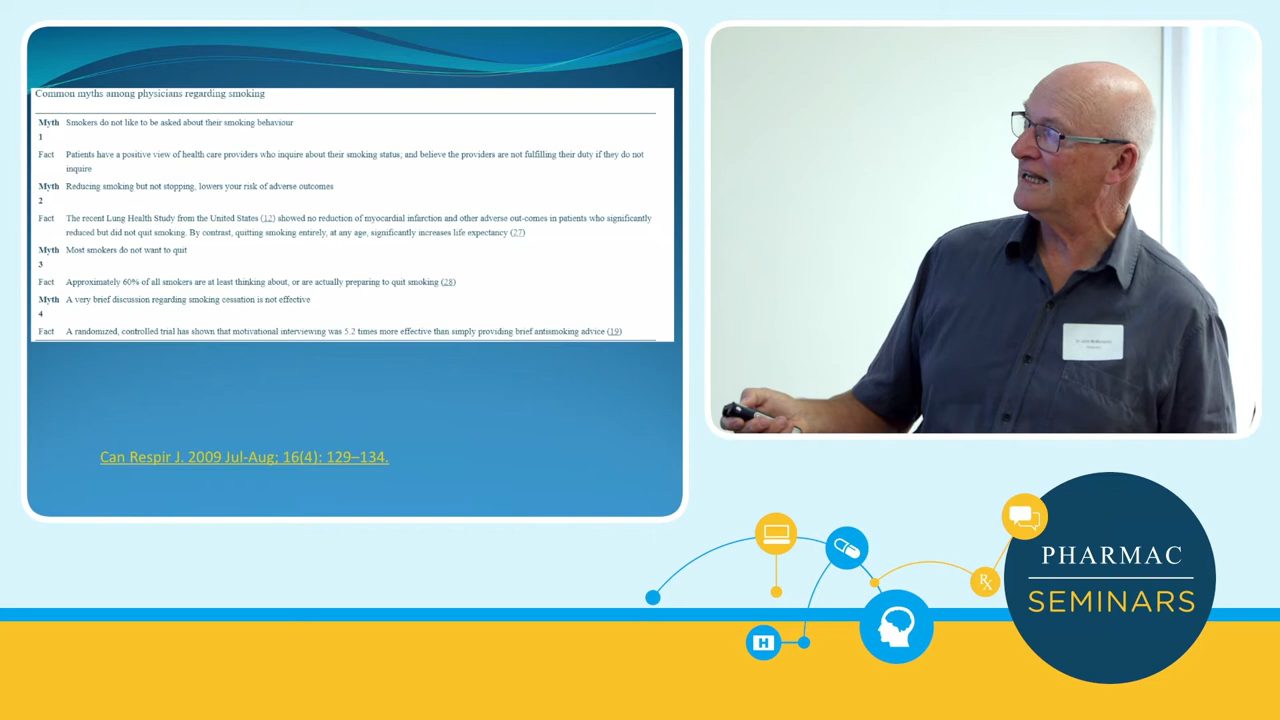 Common myths among physicians regarding smoking
Myth Smokers do not like to be asked about their smoking behaviour
1
Fact Patients have a positive view of health care providers who inquire about their smoking status; and believe the providers are not fulfilling their duty if they do not
inquire
Myth Reducing smoking but not stopping, lowers your risk of adverse outcomes
2
Fact The recent Lung Health Study from the United States (12) showed no reduction of myocardial infarction and other adverse out-comes in patients who significantly
reduced but did not quit smoking. By contrast, quitting smoking entirely, at any age, significantly increases life expectancy (27)
Myth Most smokers do not want to quit
3
Fact Approximately 60% of all smokers are at least thinking about, or are actually preparing to quit smoking (28)
Myth A very brief discussion regarding smoking cessation is not effective
4
Fact A randomized, controlled trial has shown that motivational interviewing was 5.2 times more effective than simply providing brief antismoking advice (19)
Can Respir J. 2009 Jul-Aug; 16(4): 129–134.
Rx
H
PHARMAC
SEMINARS